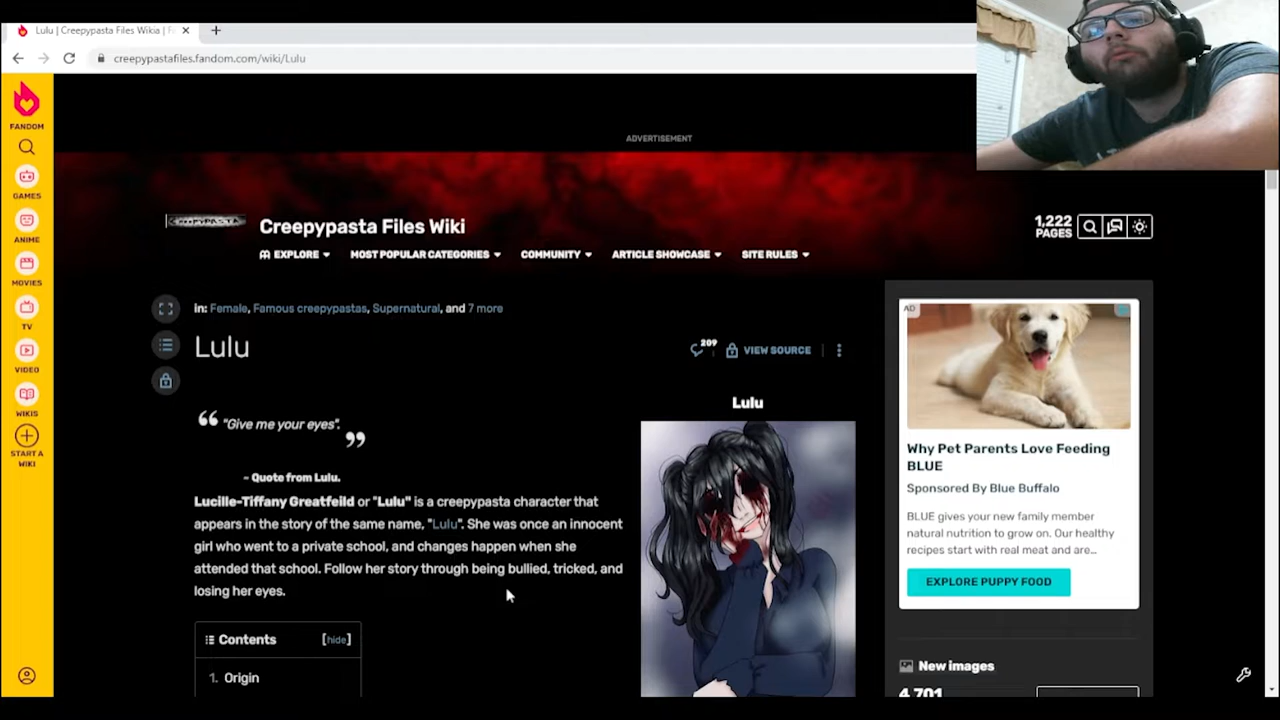 Lulu | Creepypasta Files Wikia | F
creepypastafiles.fandom.com/wiki/Lulu
FANDOM
GAMES
ANIME
MOVIES
TV
VIDEO
WIKIS
START A
WIKI
ADVERTISEMENT
Creepypasta Files Wiki
EXPLORE
MOST POPULAR CATEGORIES
COMMUNITY
ARTICLE SHOWCASE
SITE RULES
1,222
PAGES
in: Female, Famous creepypastas, Supernatural, and 7 more
Lulu
209
VIEW SOURCE
“ "Give me your eyes". ”
~ Quote from Lulu.
Lucille-Tiffany Greatfeild or "Lulu" is a creepypasta character that
appears in the story of the same name, "Lulu". She was once an innocent
girl who went to a private school, and changes happen when she
attended that school. Follow her story through being bullied, tricked, and
losing her eyes.
Contents [hide]
1. Origin
Lulu
AD
Why Pet Parents Love Feeding
BLUE
Sponsored By Blue Buffalo
BLUE gives your new family member
natural nutrition to grow on. Our healthy
recipes start with real meat and are...
EXPLORE PUPPY FOOD
New images
4,701